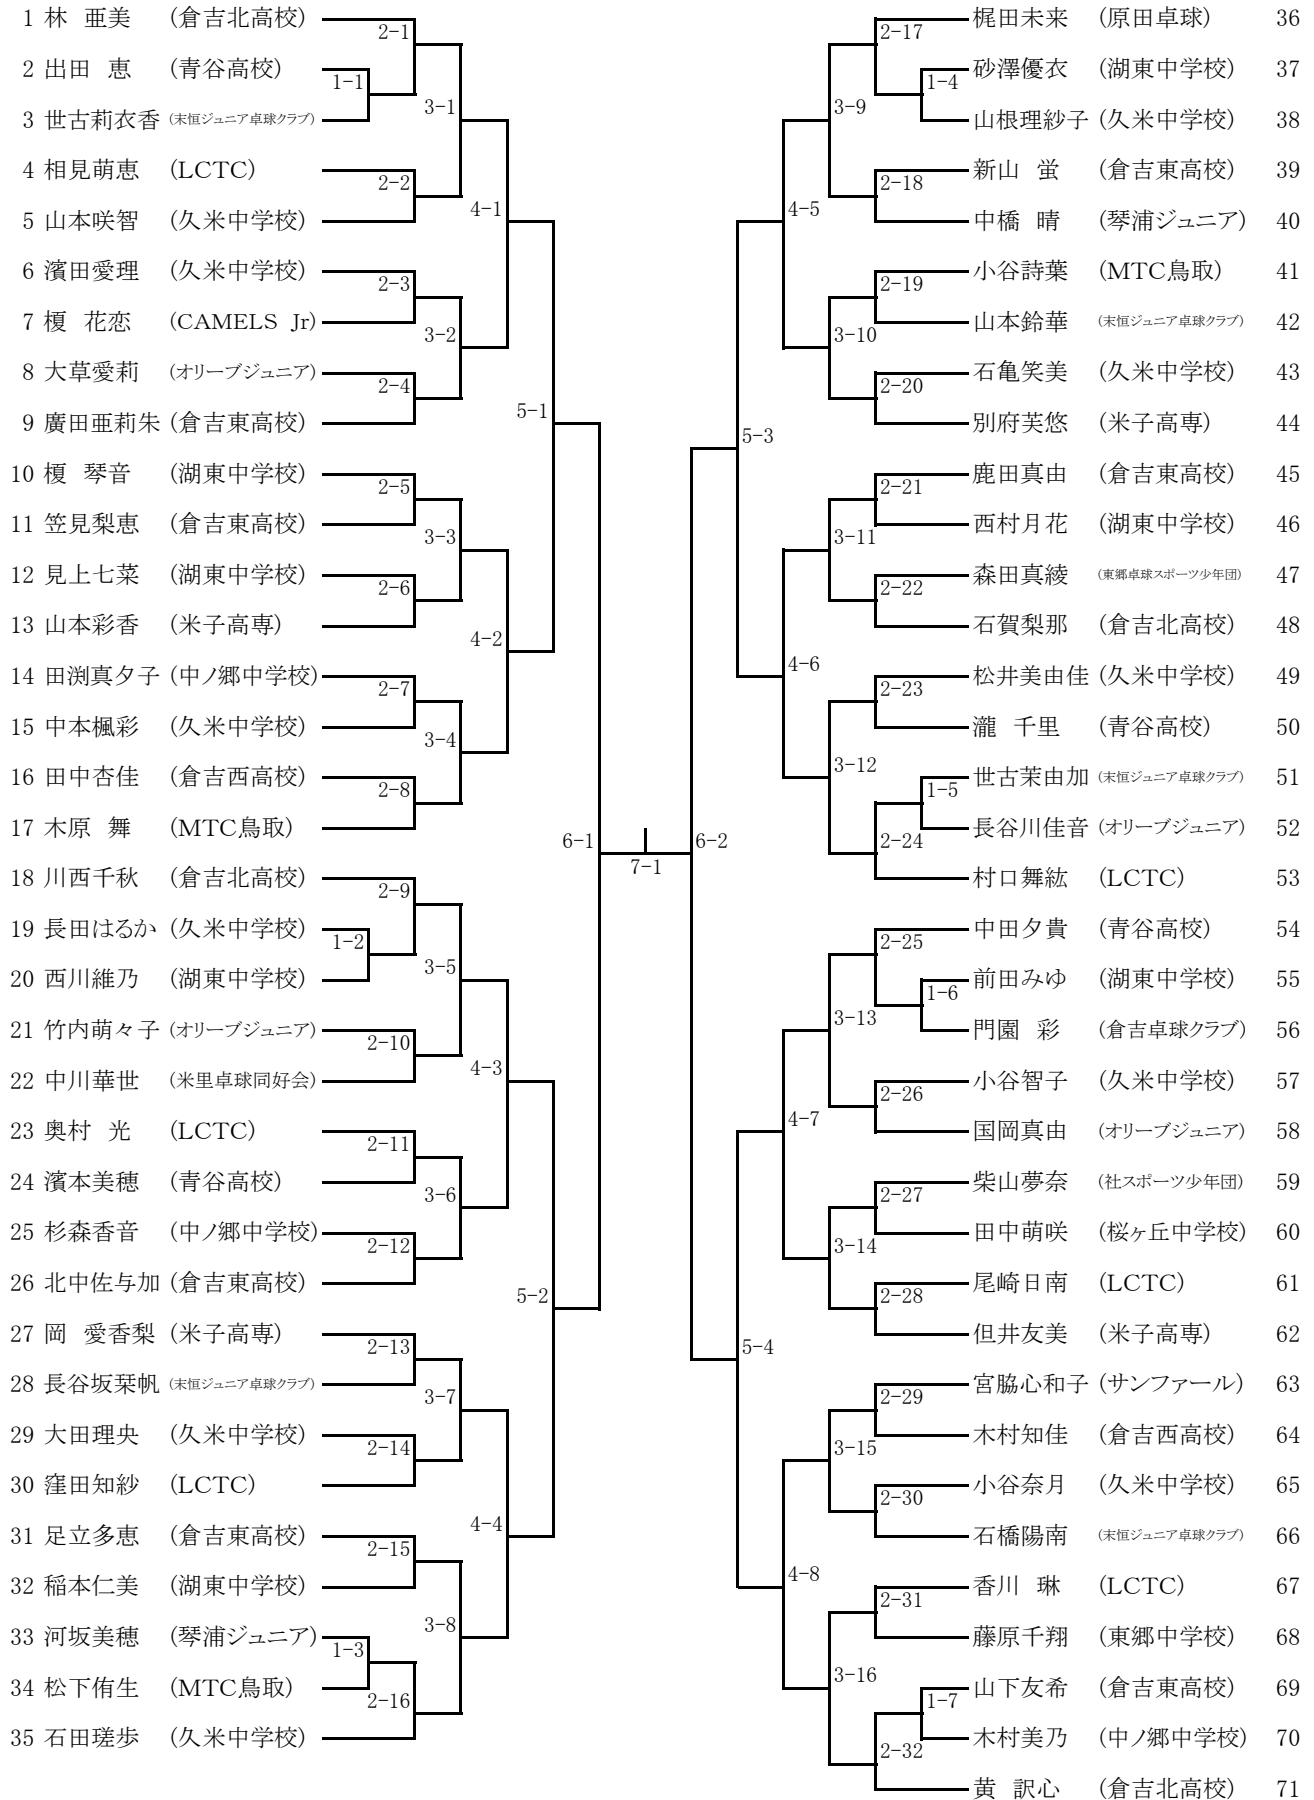 1 林 亜美 (倉吉北高校)
2 出田 恵 (青谷高校)
3 世古莉衣香 (末恒ジュニア卓球クラブ)
4 相見萌恵 (LCTC)
5 山本咲智 (久米中学校)
6 濱田愛理 (久米中学校)
7 榎 花恋 (CAMELS Jr)
8 大草愛莉 (オリーブジュニア)
9 廣田亜莉朱 (倉吉東高校)
10 榎 琴音 (湖東中学校)
11 笠見梨恵 (倉吉東高校)
12 見上七菜 (湖東中学校)
13 山本彩香 (米子高専)
14 田渕真夕子 (中ノ郷中学校)
15 中本楓彩 (久米中学校)
16 田中杏佳 (倉吉西高校)
17 木原 舞 (MTC鳥取)
18 川西千秋 (倉吉北高校)
19 長田はるか (久米中学校)
20 西川維乃 (湖東中学校)
21 竹内萌々子 (オリーブジュニア)
22 中川華世 (米里卓球同好会)
23 奥村 光 (LCTC)
24 濱本美穂 (青谷高校)
25 杉森香音 (中ノ郷中学校)
26 北中佐与加 (倉吉東高校)
27 岡 愛香梨 (米子高専)
28 長谷坂栞帆 (末恒ジュニア卓球クラブ)
29 大田理央 (久米中学校)
30 窪田知紗 (LCTC)
31 足立多恵 (倉吉東高校)
32 稲本仁美 (湖東中学校)
33 河坂美穂 (琴浦ジュニア)
34 松下侑生 (MTC鳥取)
35 石田瑳歩 (久米中学校)
1-1
1-2
1-3
2-1
2-2
2-3
2-4
2-5
2-6
2-7
2-8
2-9
2-10
2-11
2-12
2-13
2-14
2-15
2-16
3-1
3-2
3-3
3-4
3-5
3-6
3-7
3-8
4-1
4-2
4-3
4-4
5-1
5-2
6-1
7-1
6-2
5-3
5-4
4-5
4-6
4-7
4-8
3-9
3-10
3-11
3-12
3-13
3-14
3-15
3-16
2-17
2-18
2-19
2-20
2-21
2-22
2-23
2-24
2-25
2-26
2-27
2-28
2-29
2-30
2-31
2-32
1-4
1-5
1-6
1-7
梶田未来 (原田卓球) 36
砂澤優衣 (湖東中学校) 37
山根理紗子 (久米中学校) 38
新山 蛍 (倉吉東高校) 39
中橋 晴 (琴浦ジュニア) 40
小谷詩葉 (MTC鳥取) 41
山本鈴華 (末恒ジュニア卓球クラブ) 42
石亀笑美 (久米中学校) 43
別府芙悠 (米子高専) 44
鹿田真由 (倉吉東高校) 45
西村月花 (湖東中学校) 46
森田真綾 (東郷卓球スポーツ少年団) 47
石賀梨那 (倉吉北高校) 48
松井美由佳 (久米中学校) 49
瀧 千里 (青谷高校) 50
世古茉由加 (末恒ジュニア卓球クラブ) 51
長谷川佳音 (オリーブジュニア) 52
村口舞紘 (LCTC) 53
中田夕貴 (青谷高校) 54
前田みゆ (湖東中学校) 55
門園 彩 (倉吉卓球クラブ) 56
小谷智子 (久米中学校) 57
国岡真由 (オリーブジュニア) 58
柴山夢奈 (社スポーツ少年団) 59
田中萌咲 (桜ヶ丘中学校) 60
尾崎日南 (LCTC) 61
但井友美 (米子高専) 62
宮脇心和子 (サンファール) 63
木村知佳 (倉吉西高校) 64
小谷奈月 (久米中学校) 65
石橋陽南 (末恒ジュニア卓球クラブ) 66
香川 琳 (LCTC) 67
藤原千翔 (東郷中学校) 68
山下友希 (倉吉東高校) 69
木村美乃 (中ノ郷中学校) 70
黄 訳心 (倉吉北高校) 71